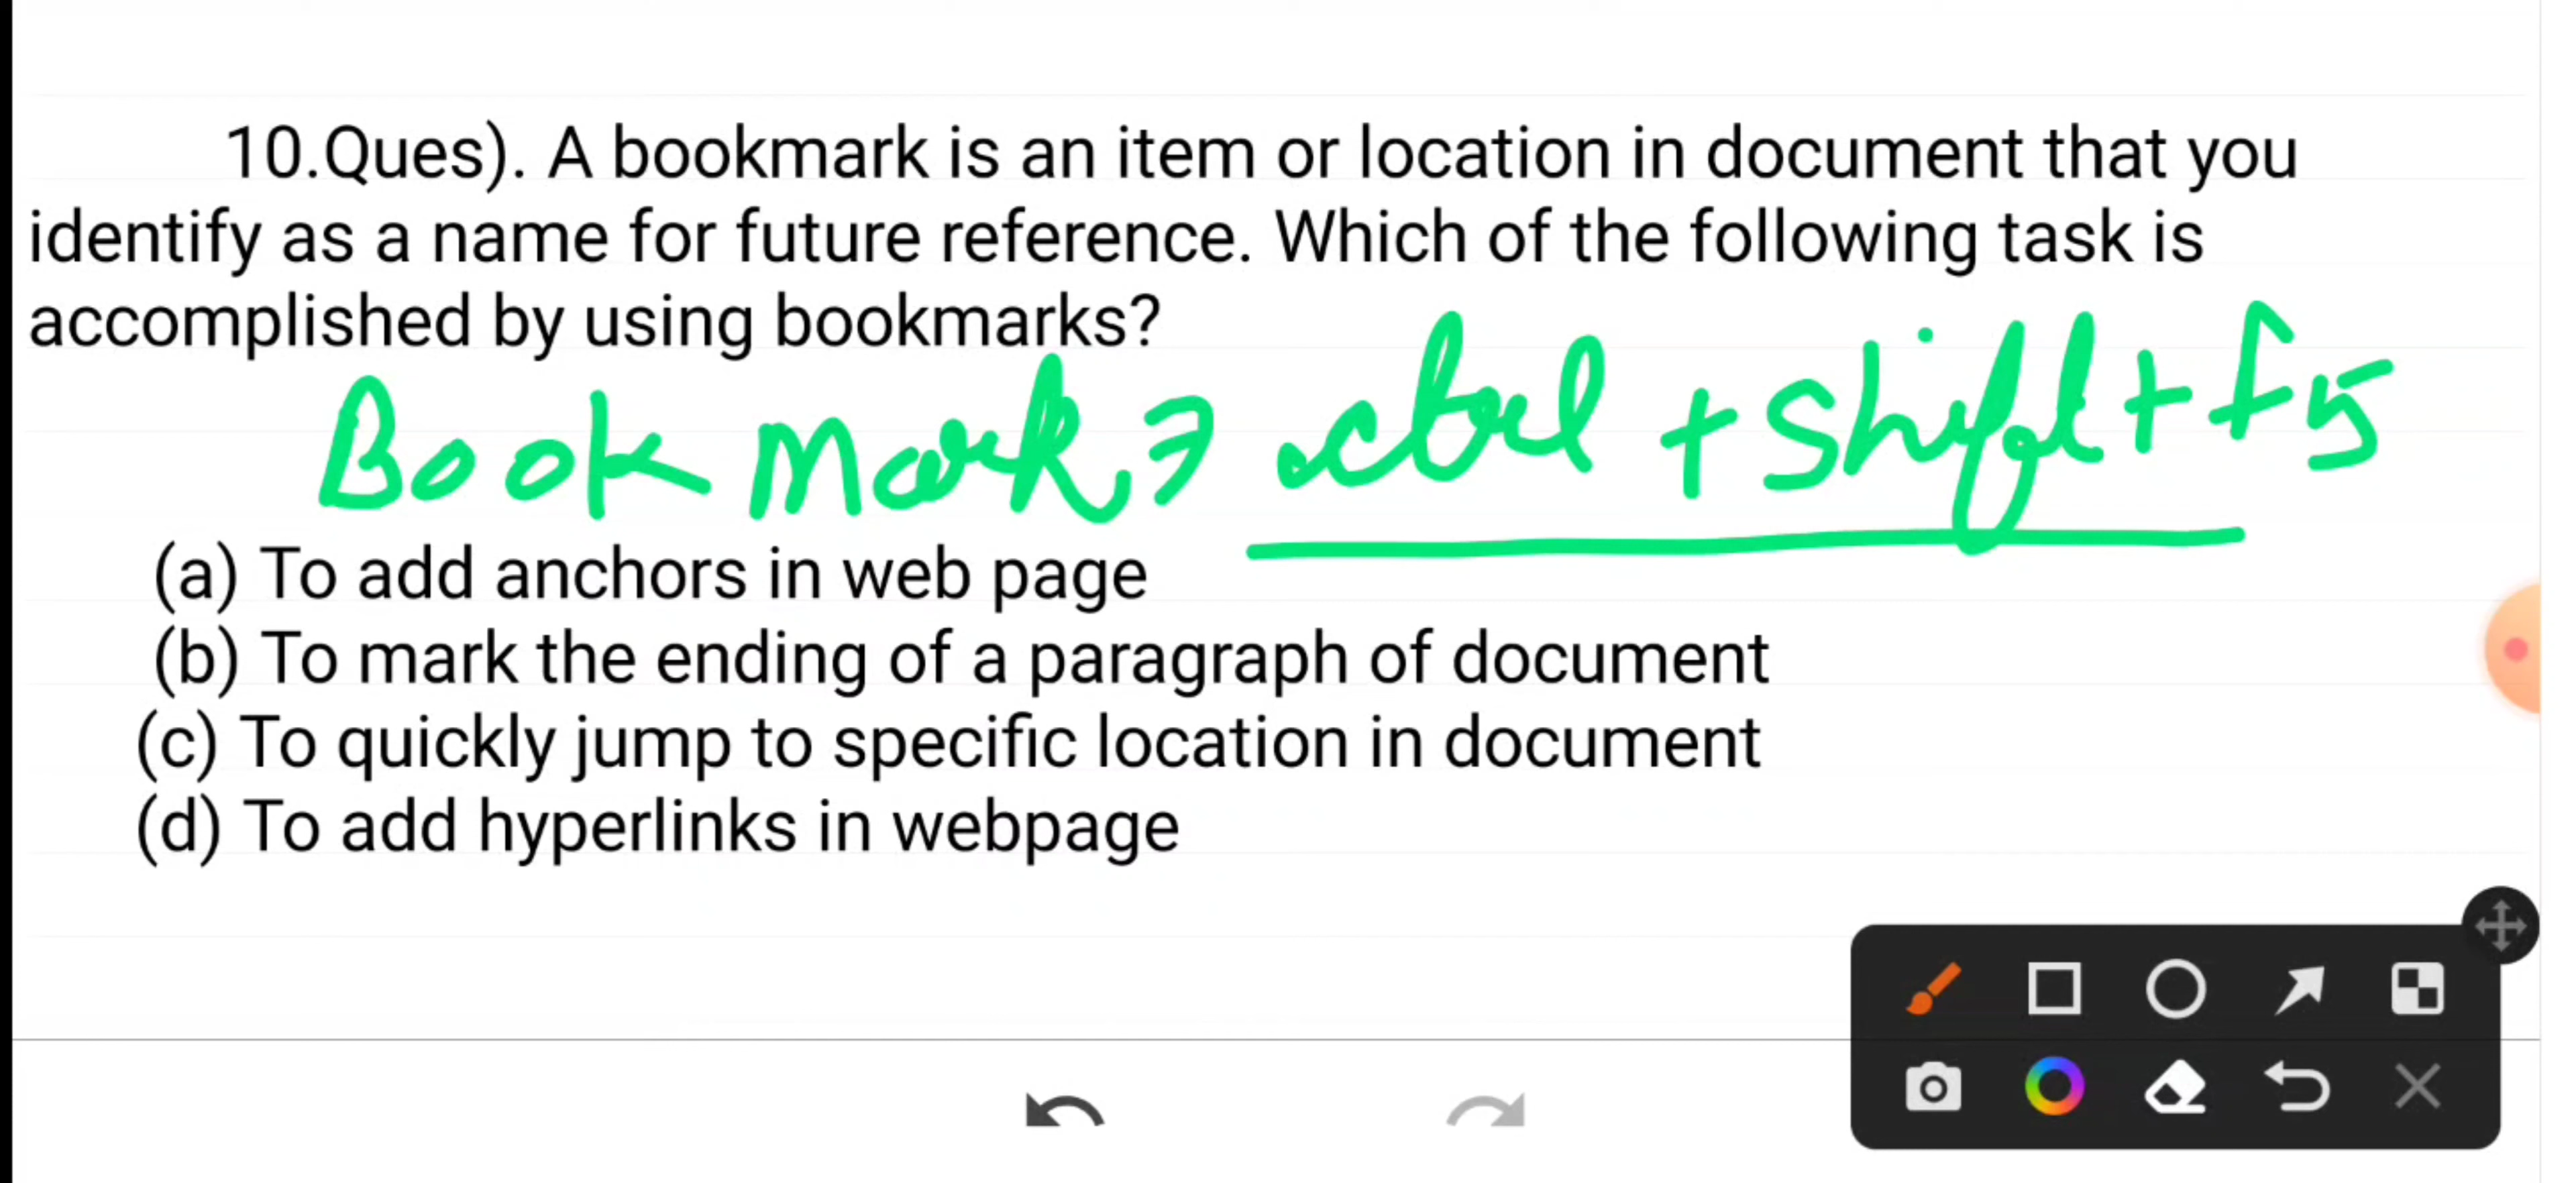 10.Ques). A bookmark is an item or location in document that you
identify as a name for future reference. Which of the following task is
accomplished by using bookmarks?
Book Mark → ctrl + Shift + f5
(a) To add anchors in web page
(b) To mark the ending of a paragraph of document
(c) To quickly jump to specific location in document
(d) To add hyperlinks in webpage